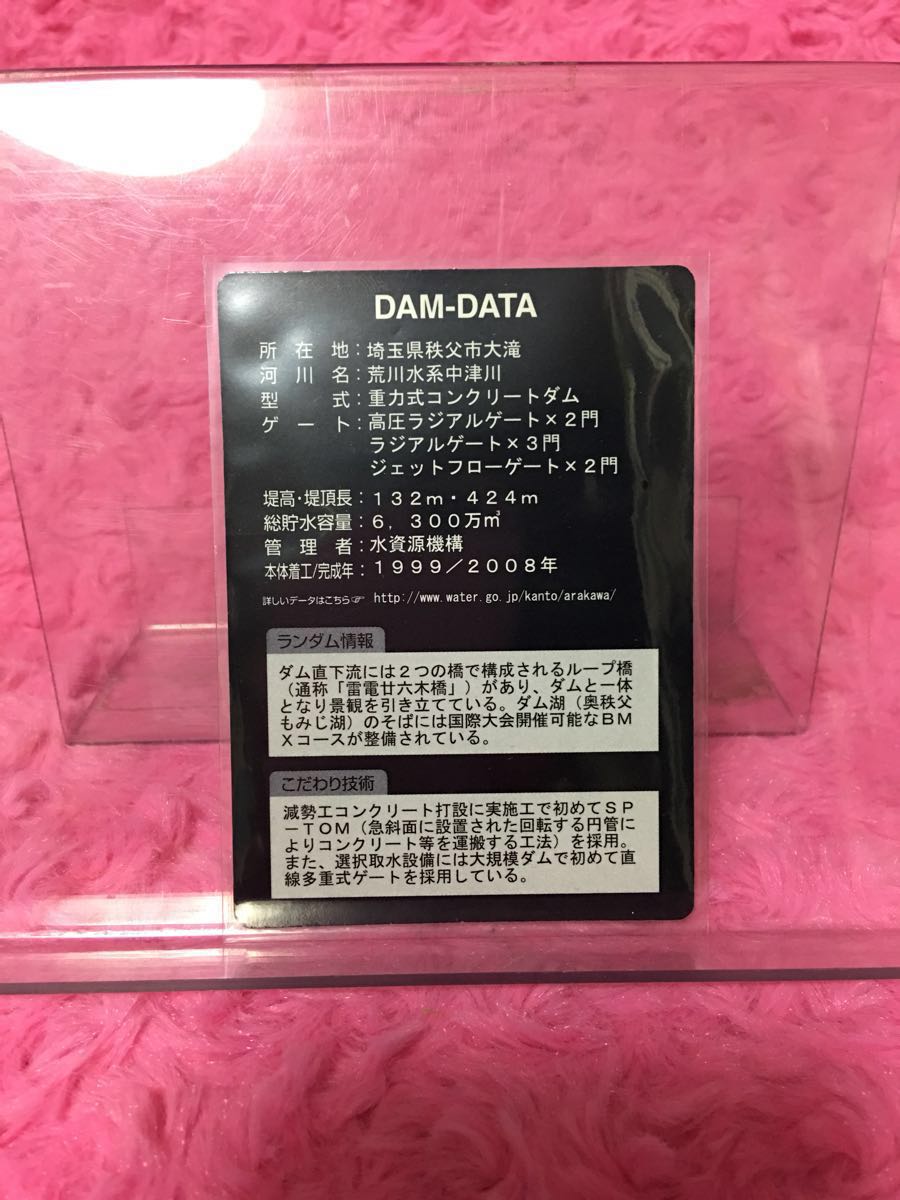 DAM-DATA
所在地：埼玉県秩父市大滝
河川名：荒川水系中津川
型式：重力式コンクリートダム
ゲート：高圧ラジアルゲート×２門
ラジアルゲート×３門
ジェットフローゲート×２門
堤高・堤頂長：１３２ｍ・４２４ｍ
総貯水容量：６，３００万㎥
管理者：水資源機構
本体着工/完成年：１９９９／２００８年
詳しいデータはこちら☞ http://www.water.go.jp/kanto/arakawa/
ランダム情報
ダム直下流には２つの橋で構成されるループ橋
（通称「雷電廿六木橋」）があり、ダムと一体
となり景観を引き立てている。ダム湖（奥秩父
もみじ湖）のそばには国際大会開催可能なＢＭ
Ｘコースが整備されている。
こだわり技術
減勢工コンクリート打設に実施工で初めてＳＰ
－ＴＯＭ（急斜面に設置された回転する円管に
よりコンクリート等を運搬する工法）を採用。
また、選択取水設備には大規模ダムで初めて直
線多重式ゲートを採用している。